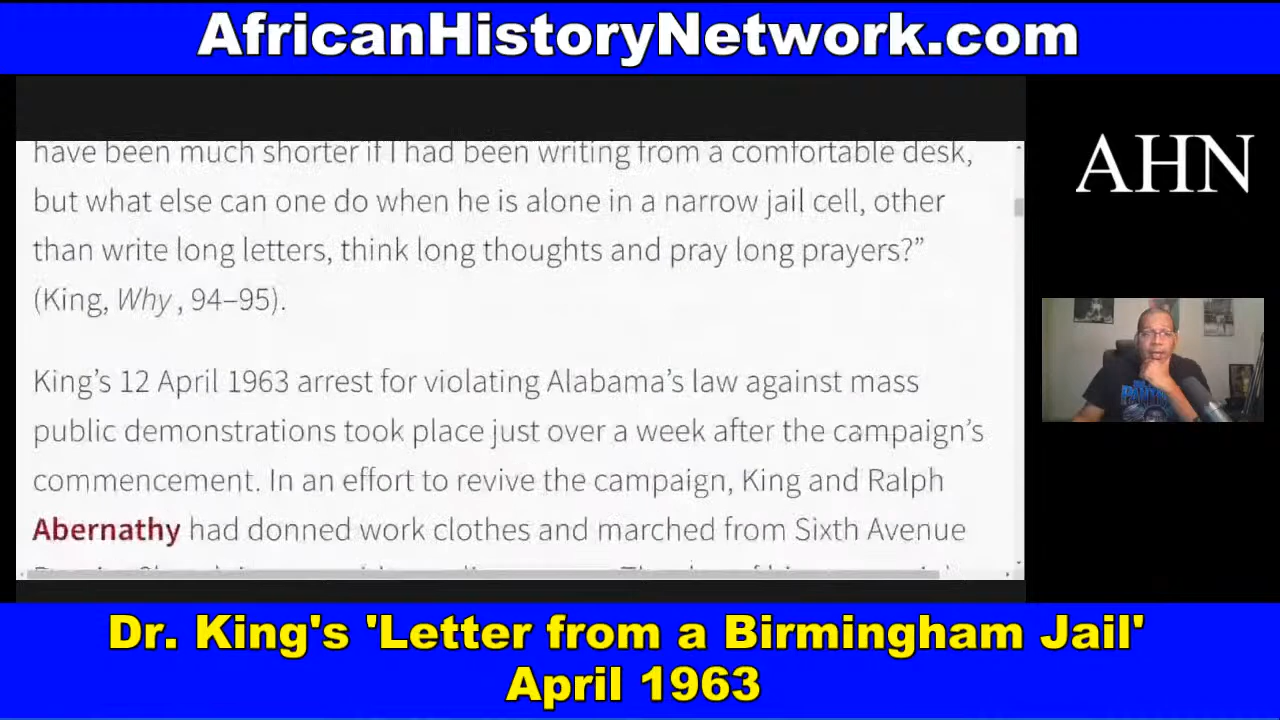 AfricanHistoryNetwork.com
have been much shorter if I had been writing from a comfortable desk,
but what else can one do when he is alone in a narrow jail cell, other
than write long letters, think long thoughts and pray long prayers?”
(King, Why , 94–95).
King’s 12 April 1963 arrest for violating Alabama’s law against mass
public demonstrations took place just over a week after the campaign’s
commencement. In an effort to revive the campaign, King and Ralph
Abernathy had donned work clothes and marched from Sixth Avenue
AHN
Dr. King's 'Letter from a Birmingham Jail'
April 1963